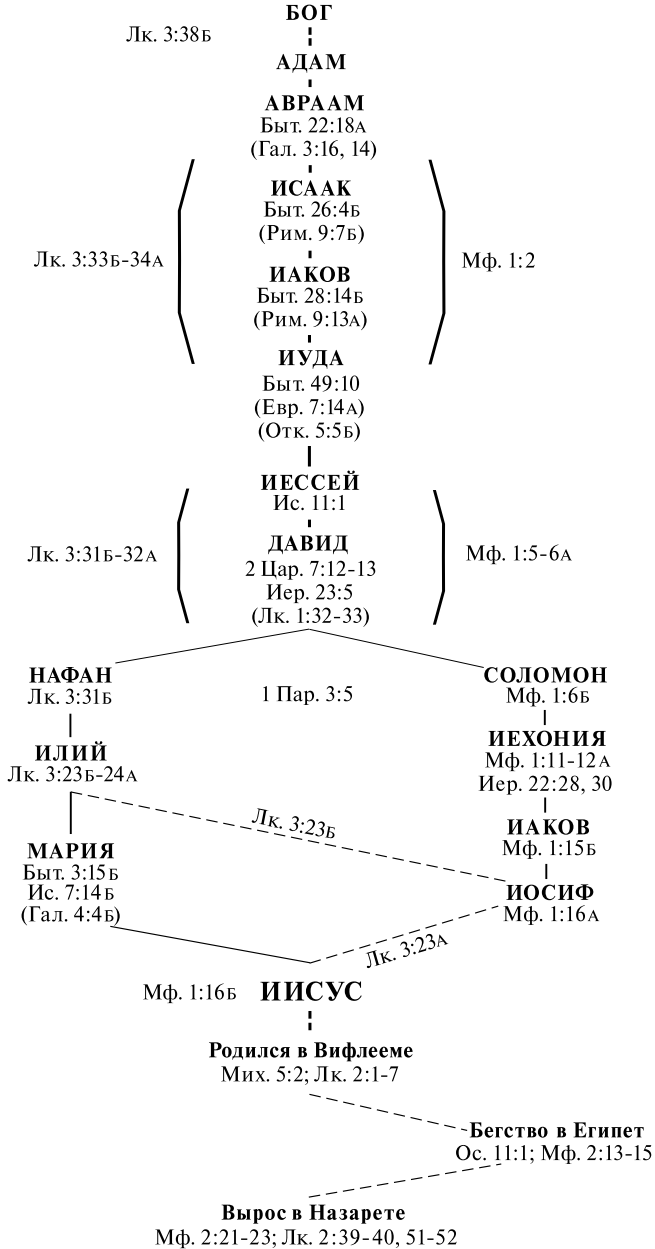 БОГ
Лк. 3:38Б
АДАМ
АВРААМ
Быт. 22:18А
(Гал. 3:16, 14)
ИСААК
Быт. 26:4Б
(Рим. 9:7Б)
Лк. 3:33Б-34А
Мф. 1:2
ИАКОВ
Быт. 28:14Б
(Рим. 9:13А)
ИУДА
Быт. 49:10
(Евр. 7:14А)
(Отк. 5:5Б)
ИЕССЕЙ
Ис. 11:1
ДАВИД
Лк. 3:31Б-32А
Мф. 1:5-6А
2 Цар. 7:12-13
Иер. 23:5
(Лк. 1:32-33)
НАФАН
Лк. 3:31Б
1 Пар. 3:5
СОЛОМОН
Мф. 1:6Б
ИЛИЙ
Лк. 3:23Б-24А
ИЕХОНИЯ
Мф. 1:11-12А
Иер. 22:28, 30
Лк. 3:23Б
ИАКОВ
Мф. 1:15Б
МАРИЯ
Быт. 3:15Б
Ис. 7:14Б
(Гал. 4:4Б)
ИОСИФ
Мф. 1:16А
Лк. 3:23А
Мф. 1:16Б ИИСУС
Родился в Вифлееме
Мих. 5:2; Лк. 2:1-7
Бегство в Египет
Ос. 11:1; Мф. 2:13-15
Вырос в Назарете
Мф. 2:21-23; Лк. 2:39-40, 51-52